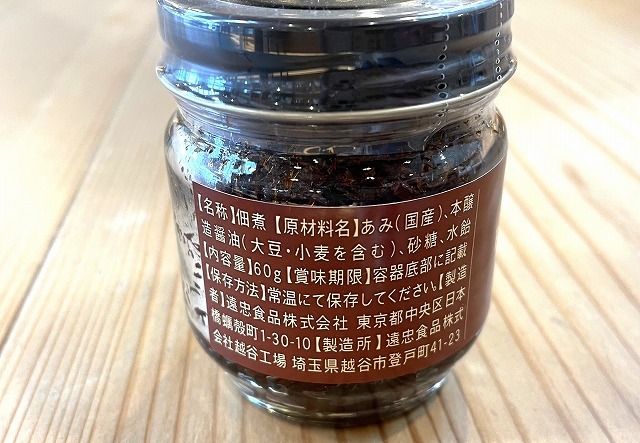 【名称】佃煮 【原材料名】あみ(国産)、本醸
造醤油(大豆・小麦を含む)、砂糖、水飴
【内容量】60g【賞味期限】容器底部に記載
【保存方法】常温にて保存してください。【製造
者】遠忠食品株式会社 東京都中央区日本
橋蠣殻町1-30-10【製造所】遠忠食品株式
会社越谷工場 埼玉県越谷市登戸町41-23